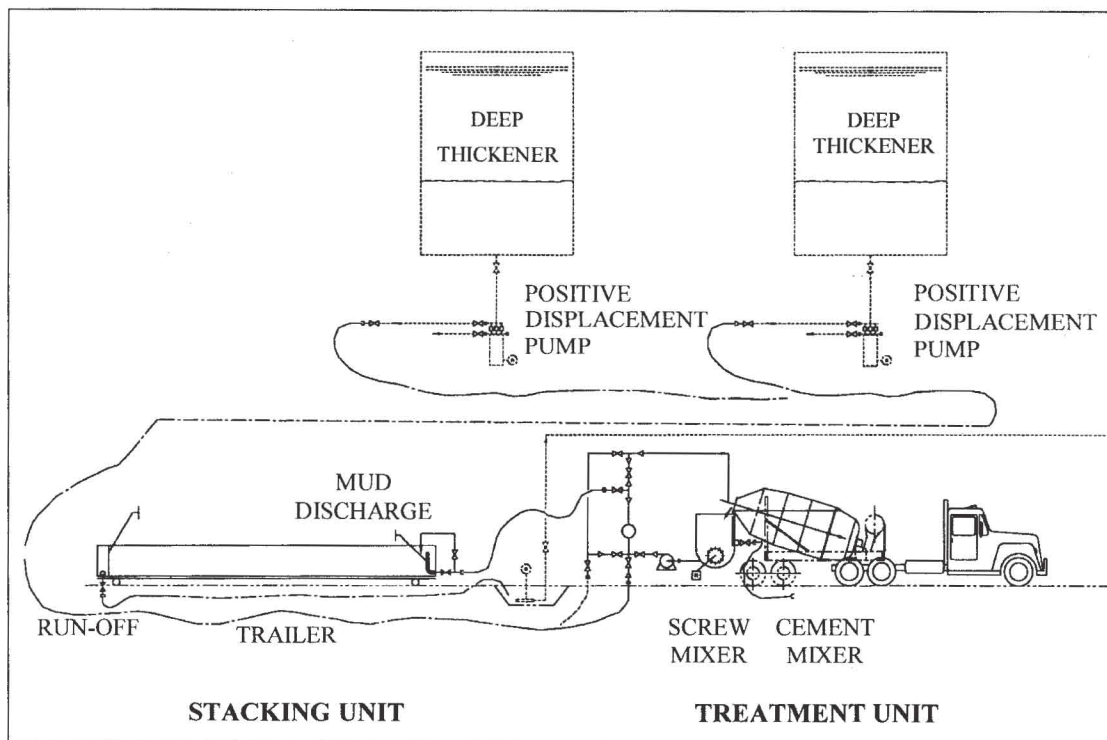 DEEP
THICKENER
DEEP
THICKENER
POSITIVE
DISPLACEMENT
PUMP
POSITIVE
DISPLACEMENT
PUMP
MUD
DISCHARGE
RUN-OFF
TRAILER
SCREW
MIXER
CEMENT
MIXER
STACKING UNIT
TREATMENT UNIT